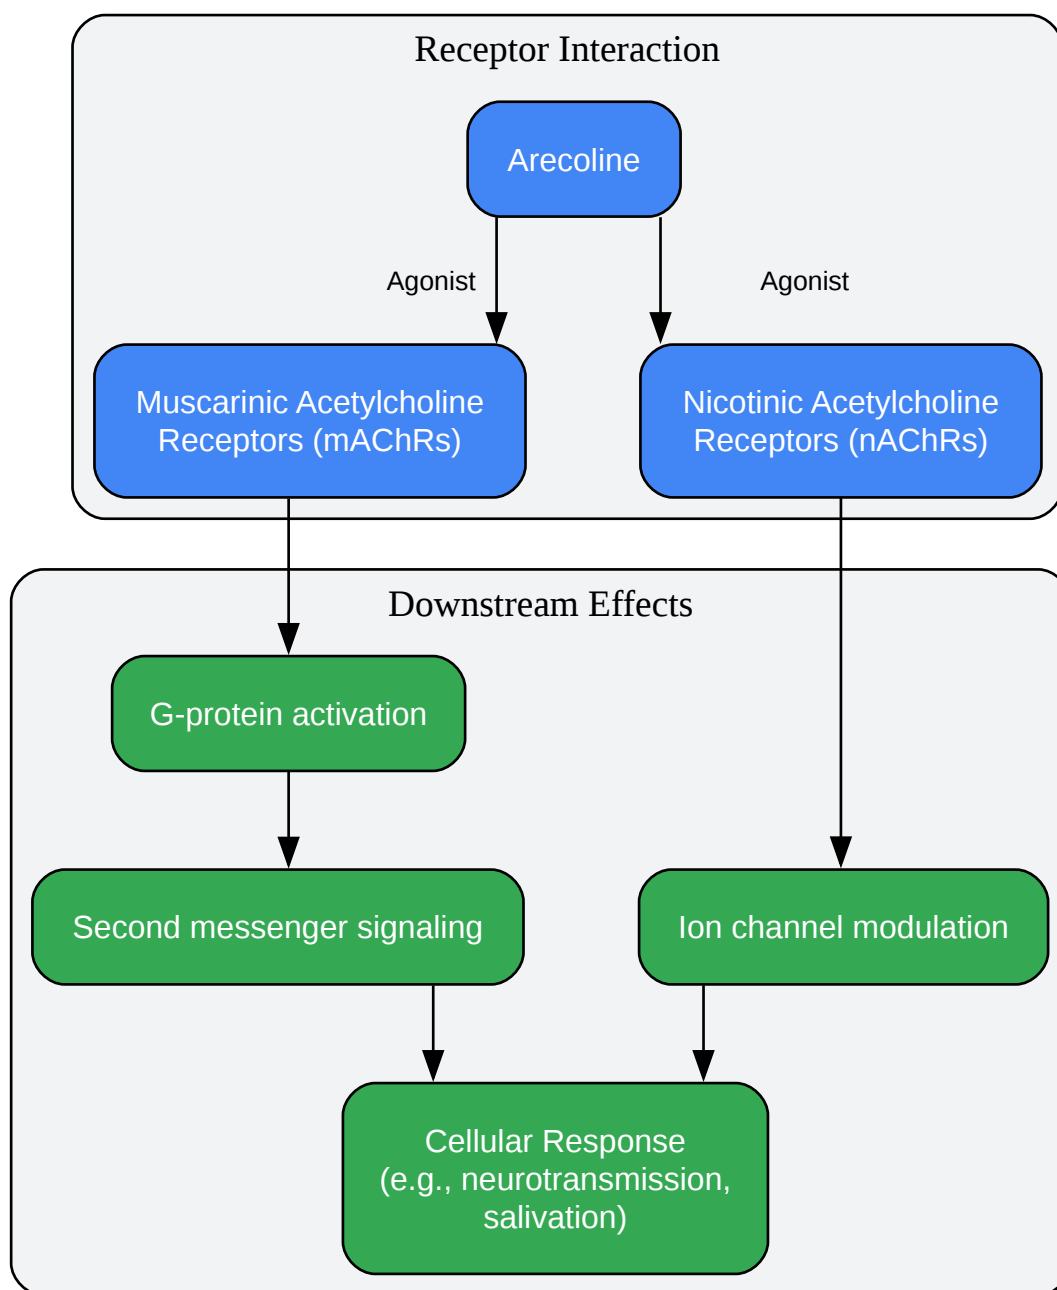 Receptor Interaction
Arecoline
Agonist
Agonist
Muscarinic Acetylcholine
Receptors (mAChRs)
Nicotinic Acetylcholine
Receptors (nAChRs)
Downstream Effects
G-protein activation
Second messenger signaling
Ion channel modulation
Cellular Response
(e.g., neurotransmission,
salivation)